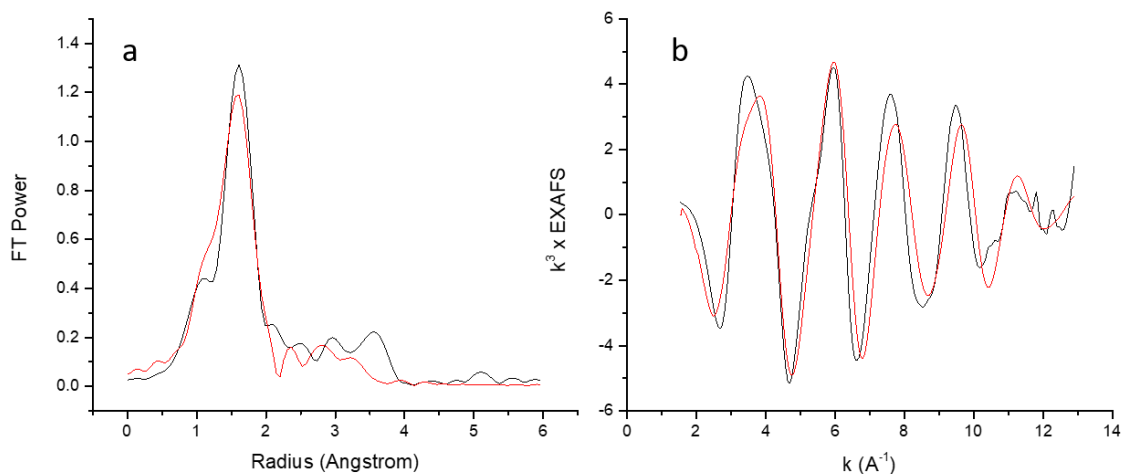 a
FT Power
1.4
1.2
1.0
0.8
0.6
0.4
0.2
0.0
0 1 2 3 4 5 6
Radius (Angstrom)
b
k³ x EXAFS
6
4
2
0
-2
-4
-6
0 2 4 6 8 10 12 14
k (A⁻¹)